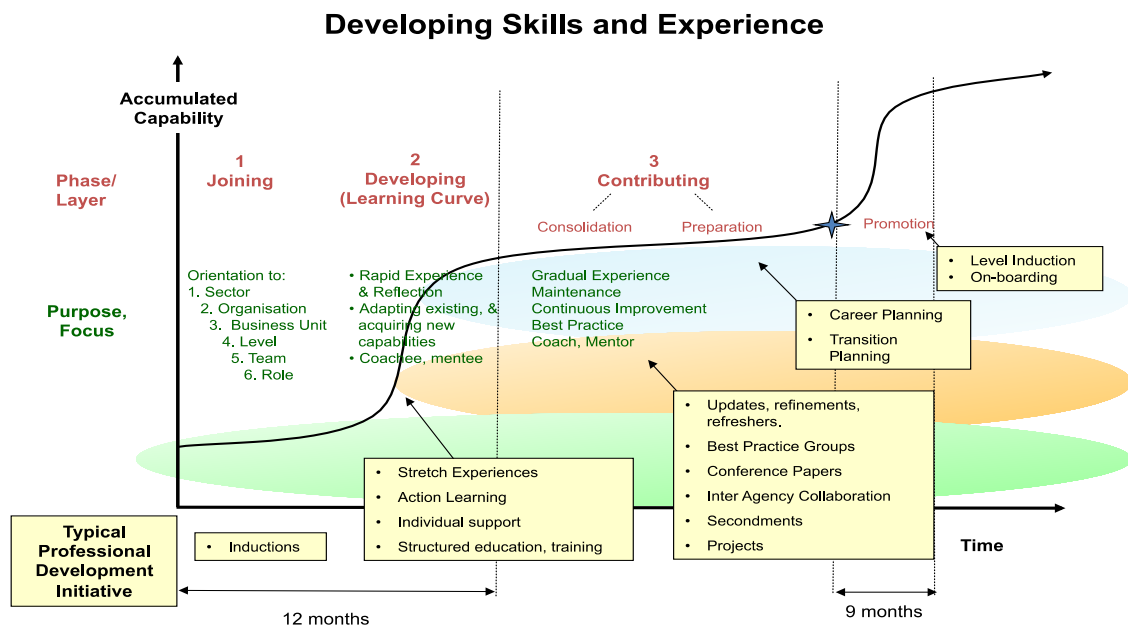 Developing Skills and Experience
Accumulated
Capability
Phase/
Layer
1
Joining
2
Developing
(Learning Curve)
3
Contributing
Consolidation
Preparation
Promotion
Purpose,
Focus
Orientation to:
1. Sector
2. Organisation
3. Business Unit
4. Level
5. Team
6. Role
• Rapid Experience
& Reflection
• Adapting existing, &
acquiring new
capabilities
• Coachee, mentee
Gradual Experience
Maintenance
Continuous Improvement
Best Practice
Coach, Mentor
• Level Induction
• On-boarding
• Career Planning
• Transition
Planning
• Updates, refinements,
refreshers.
• Best Practice Groups
• Conference Papers
• Inter Agency Collaboration
• Secondments
• Projects
• Stretch Experiences
• Action Learning
• Individual support
• Structured education, training
Typical
Professional
Development
Initiative
• Inductions
Time
12 months
9 months